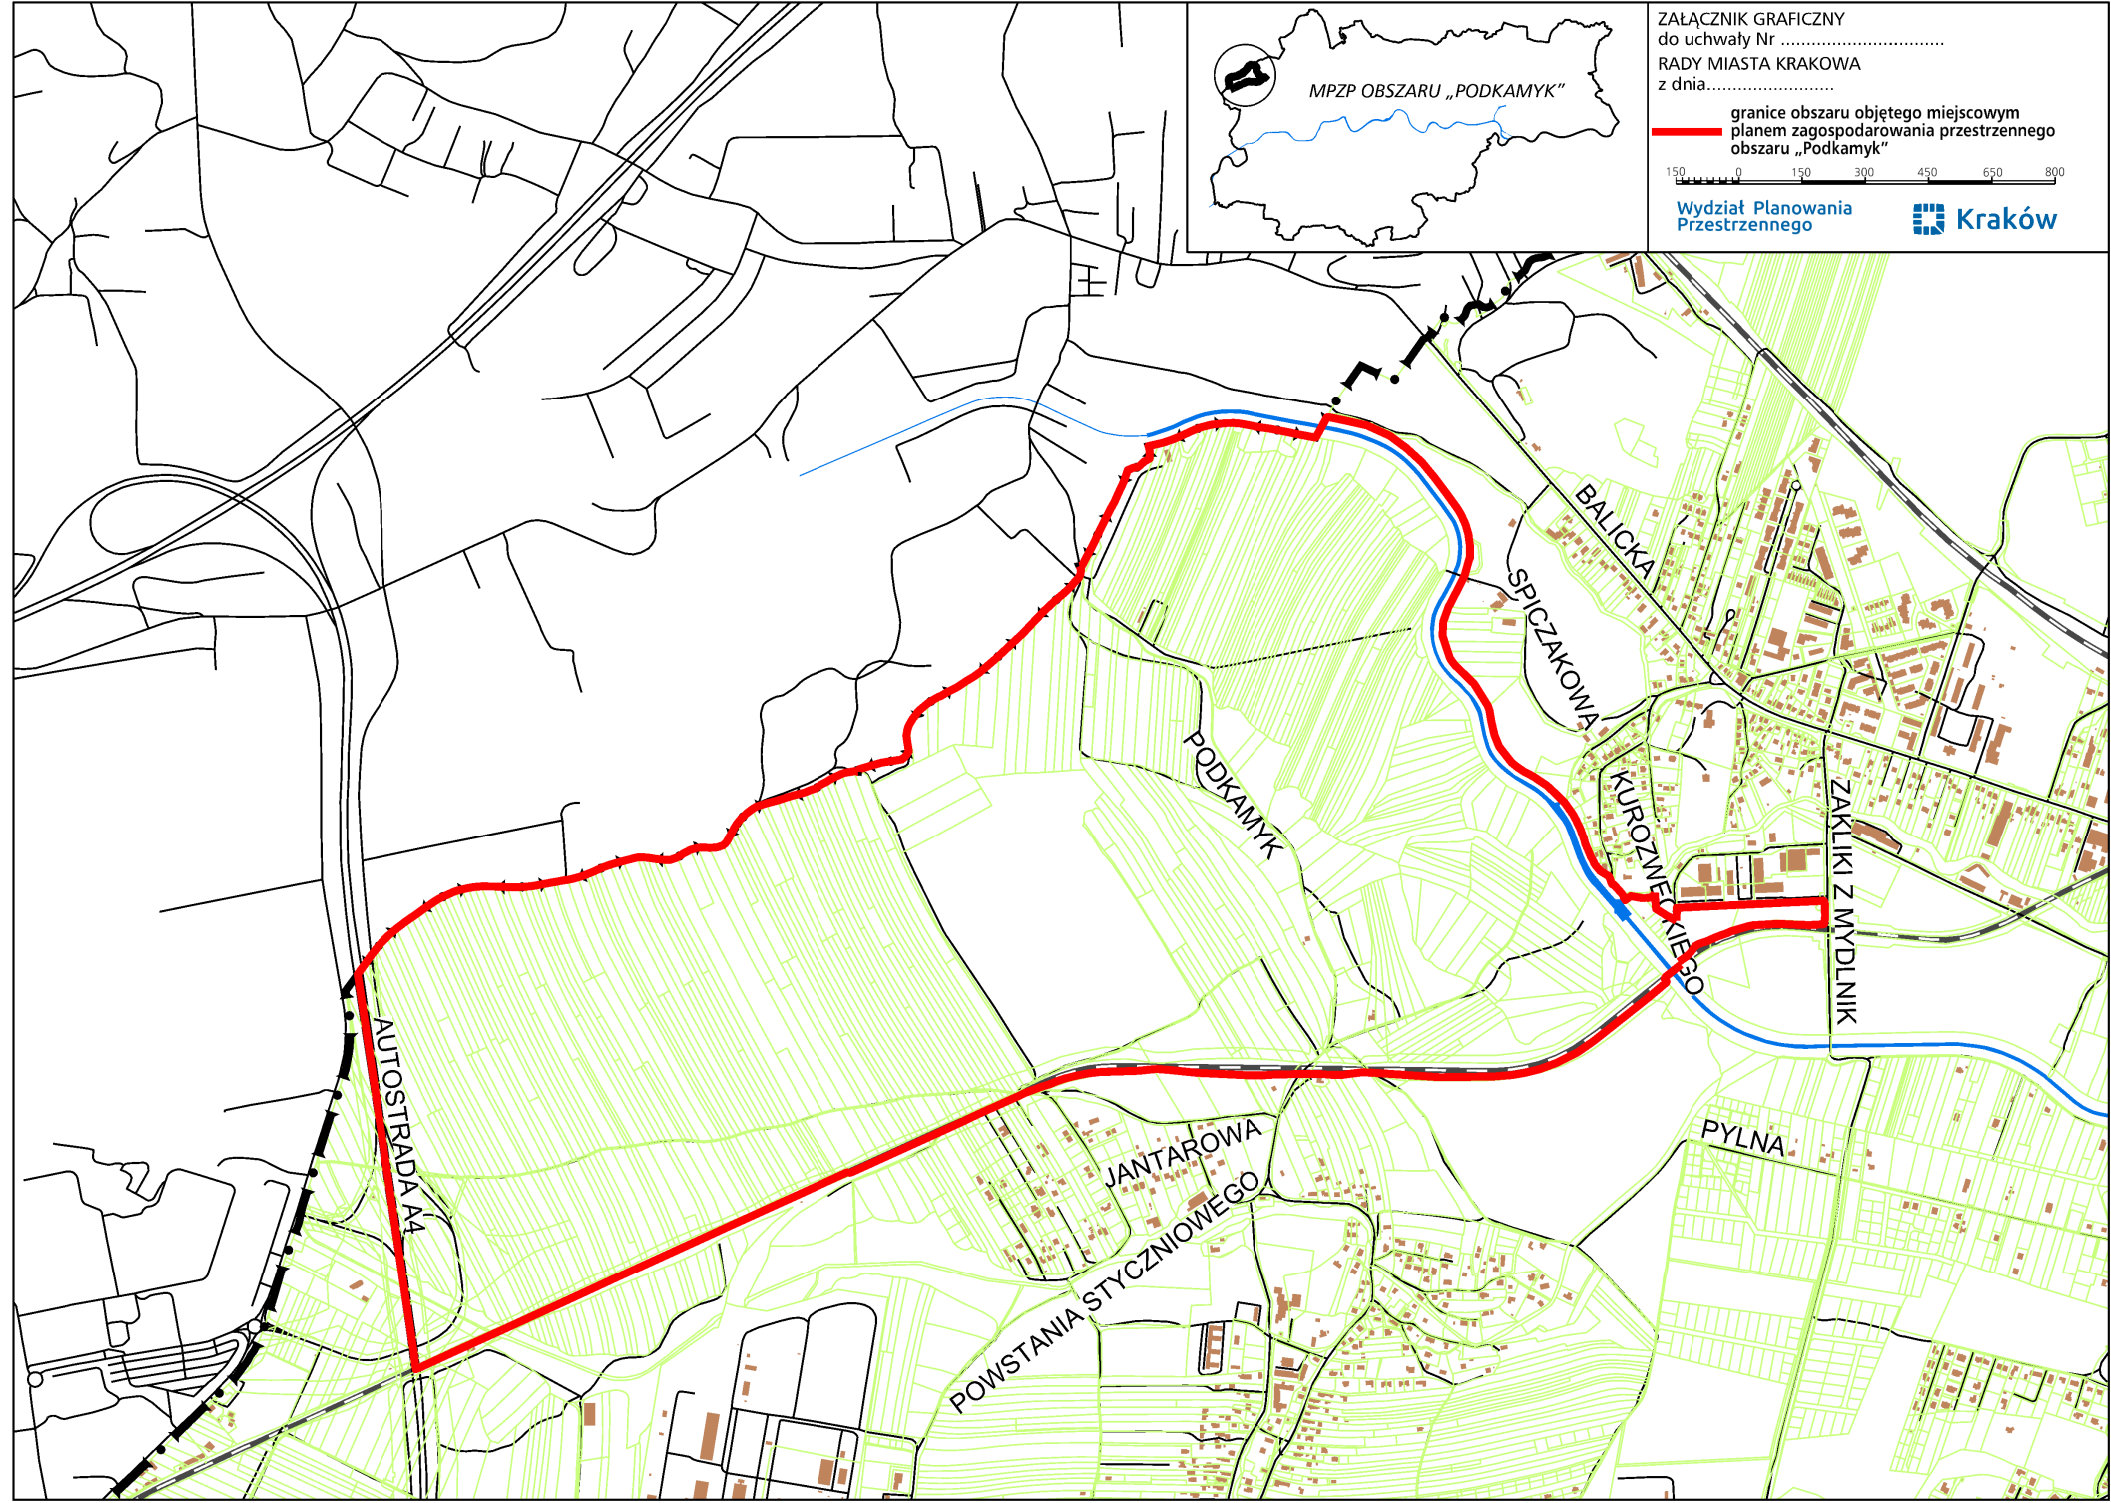 ZAŁĄCZNIK GRAFICZNY
do uchwały Nr ................................
RADY MIASTA KRAKOWA
z dnia.........................
granice obszaru objętego miejscowym
planem zagospodarowania przestrzennego
obszaru „Podkamyk”
150 0 150 300 450 650 800
Wydział Planowania
Przestrzennego
Kraków
MPZP OBSZARU „PODKAMYK”
BALICKA
SPICZAKOWA
PODKAMYK
KUROZWĘCKIEGO
ZAKLIKI Z MYDLNIK
AUTOSTRADA A4
JANTAROWA
PYLNA
POWSTANIA STYCZNIOWEGO